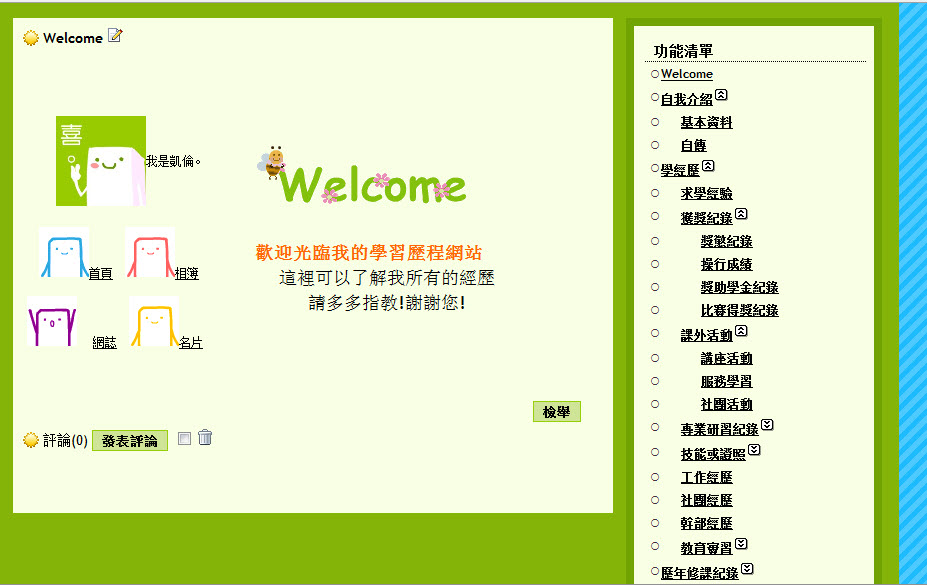 Welcome
喜
我是凱倫。
首頁
相簿
網誌
名片
Welcome
歡迎光臨我的學習歷程網站
這裡可以了解我所有的經歷
請多多指教!謝謝您!
檢舉
評論(0) 發表評論
功能清單
Welcome
自我介紹
基本資料
自傳
學經歷
求學經驗
獲獎紀錄
獎懲紀錄
操行成績
獎助學金紀錄
比賽得獎紀錄
課外活動
講座活動
服務學習
社團活動
專業研習紀錄
技能或證照
工作經歷
社團經歷
幹部經歷
教育實習
歷年修課紀錄